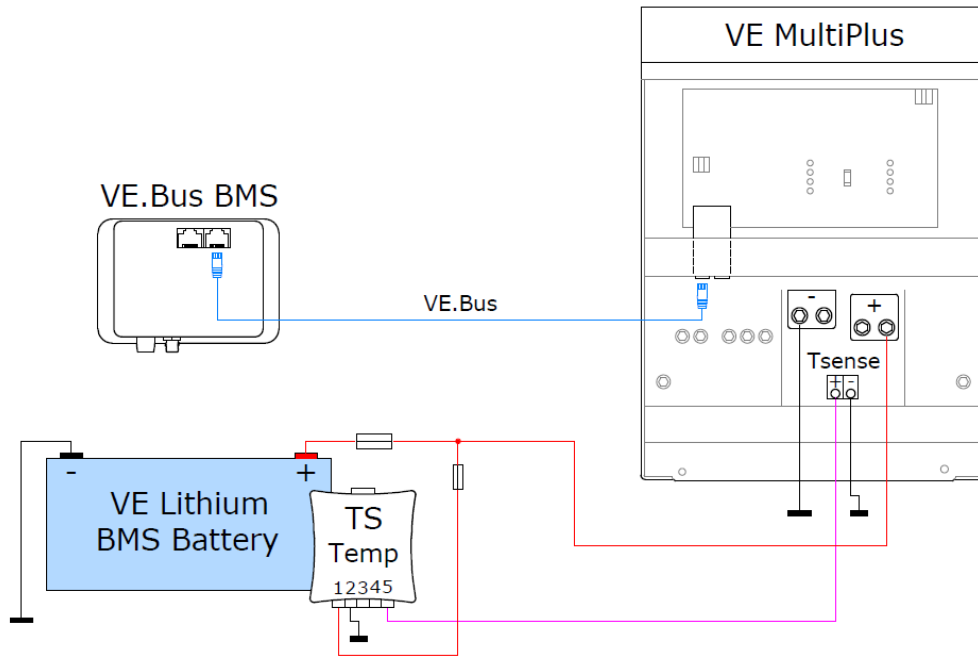 VE MultiPlus
VE.Bus BMS
VE.Bus
- +
Tsense
+ -
- +
VE Lithium
BMS Battery
TS
Temp
12345